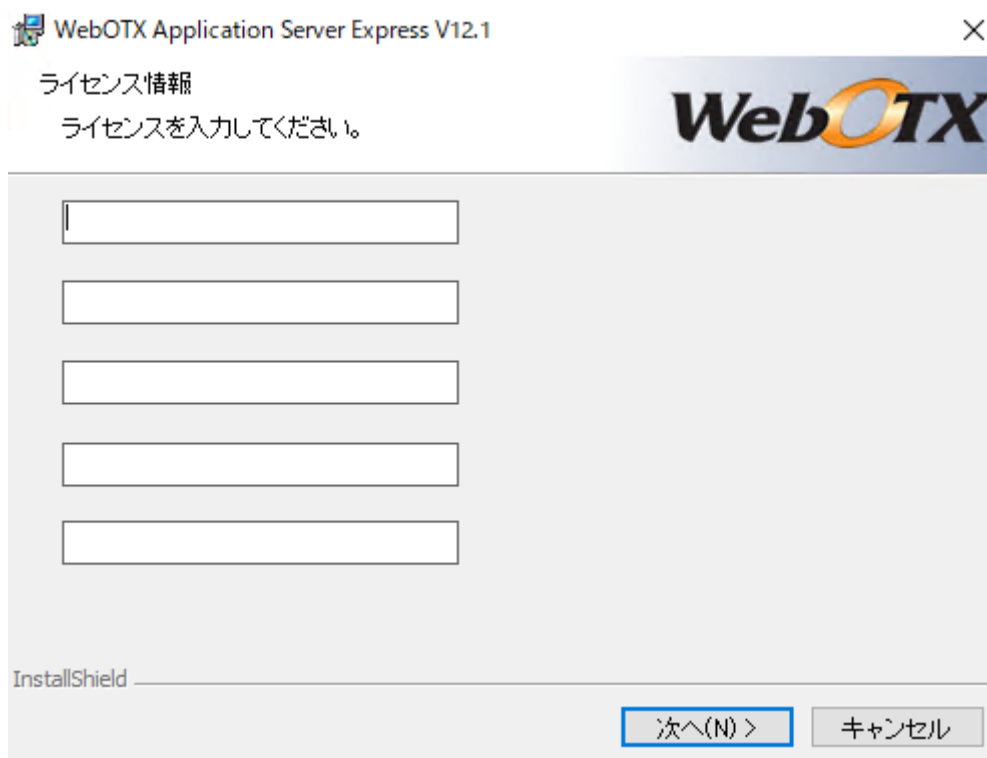 WebOTX Application Server Express V12.1
ライセンス情報
ライセンスを入力してください。
WebOTX
InstallShield
次へ(N) >
キャンセル